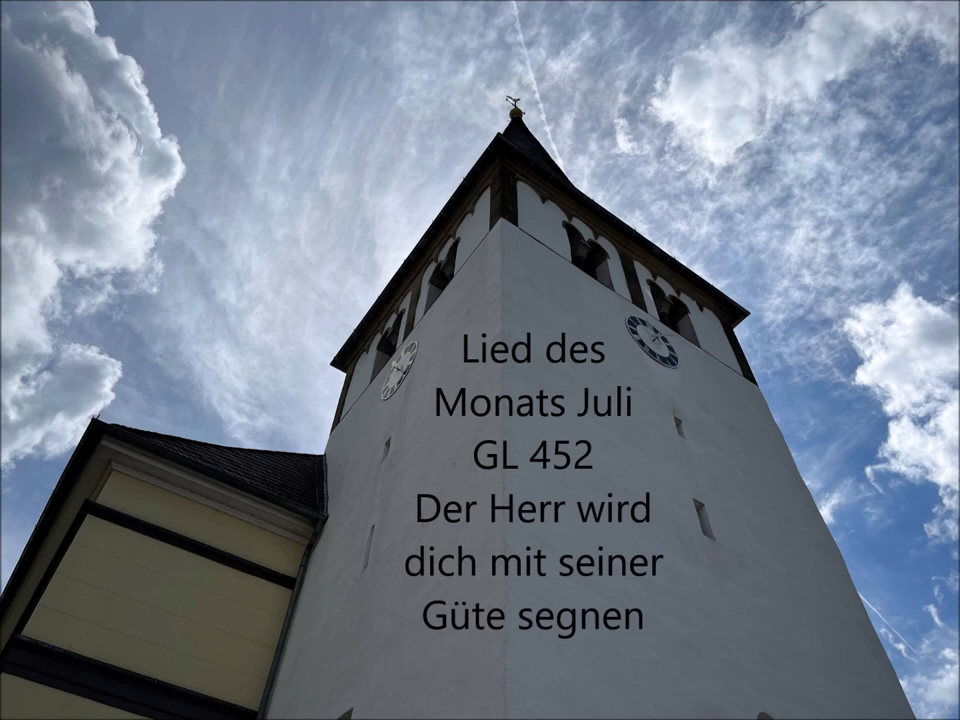 Lied des
Monats Juli
GL 452
Der Herr wird
dich mit seiner
Güte segnen